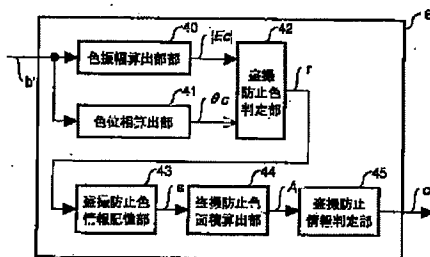 40
|Ec|
42
色振幅算出部部
盗撮
防止色
判定部
r
b
41
θc
色位相算出部
43
44
45
盗撮防止色
情報記憶部
s
盗撮防止色
面積算出部
A
盗撮防止
情報判定部
c